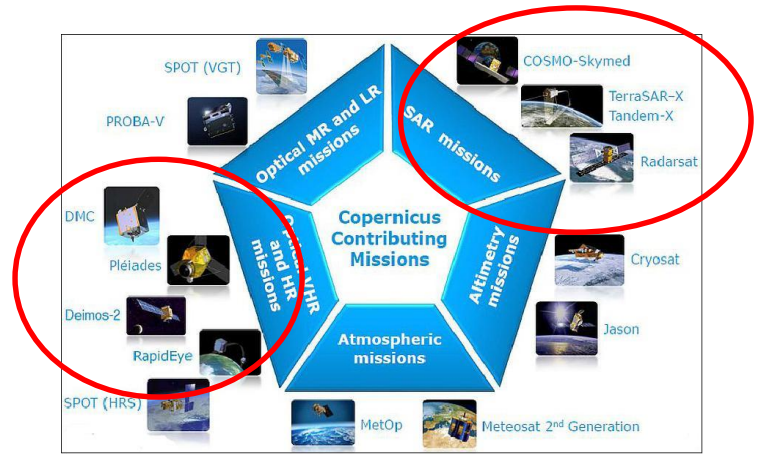 SPOT (VGT)
PROBA-V
Optical MR and LR
missions
SAR missions
COSMO-Skymed
TerraSAR-X
Tandem-X
Radarsat
DMC
Pléiades
Deimos-2
RapidEye
SPOT (HRS)
Optical VHR
and HR
missions
Copernicus
Contributing
Missions
Altimetry
missions
Cryosat
Jason
Atmospheric
missions
MetOp
Meteosat 2nd Generation